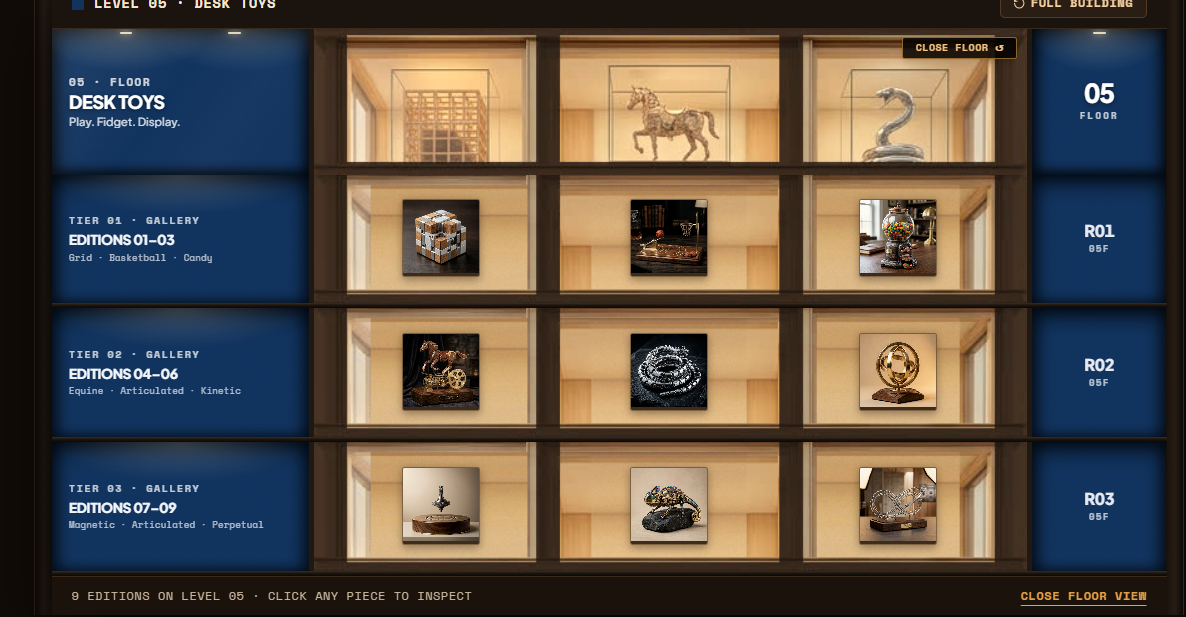 LEVEL 05 · DESK TOYS
FULL BUILDING
CLOSE FLOOR ↺
05 · FLOOR
DESK TOYS
Play. Fidget. Display.
05
FLOOR
TIER 01 · GALLERY
EDITIONS 01–03
Grid · Basketball · Candy
R01
05F
TIER 02 · GALLERY
EDITIONS 04–06
Equine · Articulated · Kinetic
R02
05F
TIER 03 · GALLERY
EDITIONS 07–09
Magnetic · Articulated · Perpetual
R03
05F
9 EDITIONS ON LEVEL 05 · CLICK ANY PIECE TO INSPECT
CLOSE FLOOR VIEW